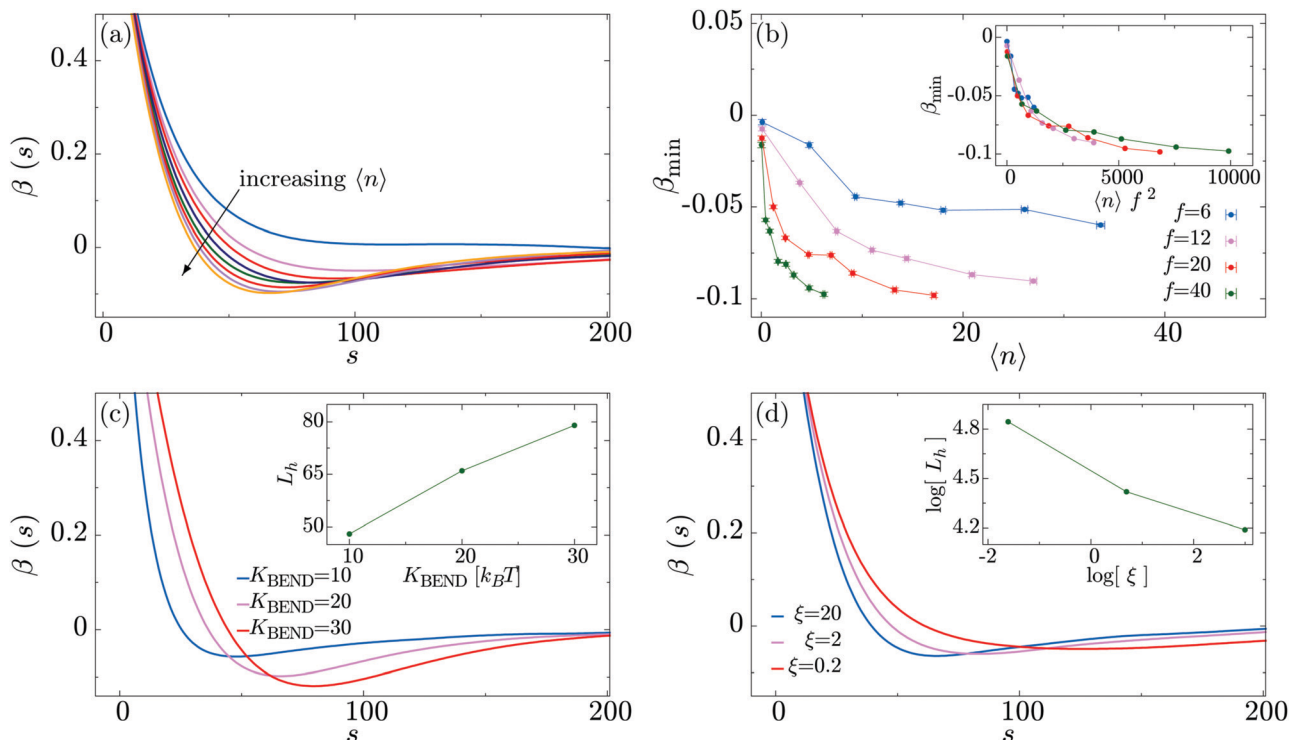 (a)
0.4
0.2
0
β (s)
increasing ⟨n⟩
0
100
200
s
(b)
0.05
0
-0.05
-0.1
β_min
0
20
40
⟨n⟩
0
-0.05
-0.1
β_min
0
5000
10000
⟨n⟩ f ²
f=6
f=12
f=20
f=40
(c)
0.4
0.2
0
β (s)
0
100
200
s
80
65
50
L_h
10
20
30
K_BEND [k_BT]
K_BEND=10
K_BEND=20
K_BEND=30
(d)
0.4
0.2
0
β (s)
0
100
200
s
4.8
4.5
4.2
log[ L_h ]
-2
0
2
log[ ξ ]
ξ=20
ξ=2
ξ=0.2